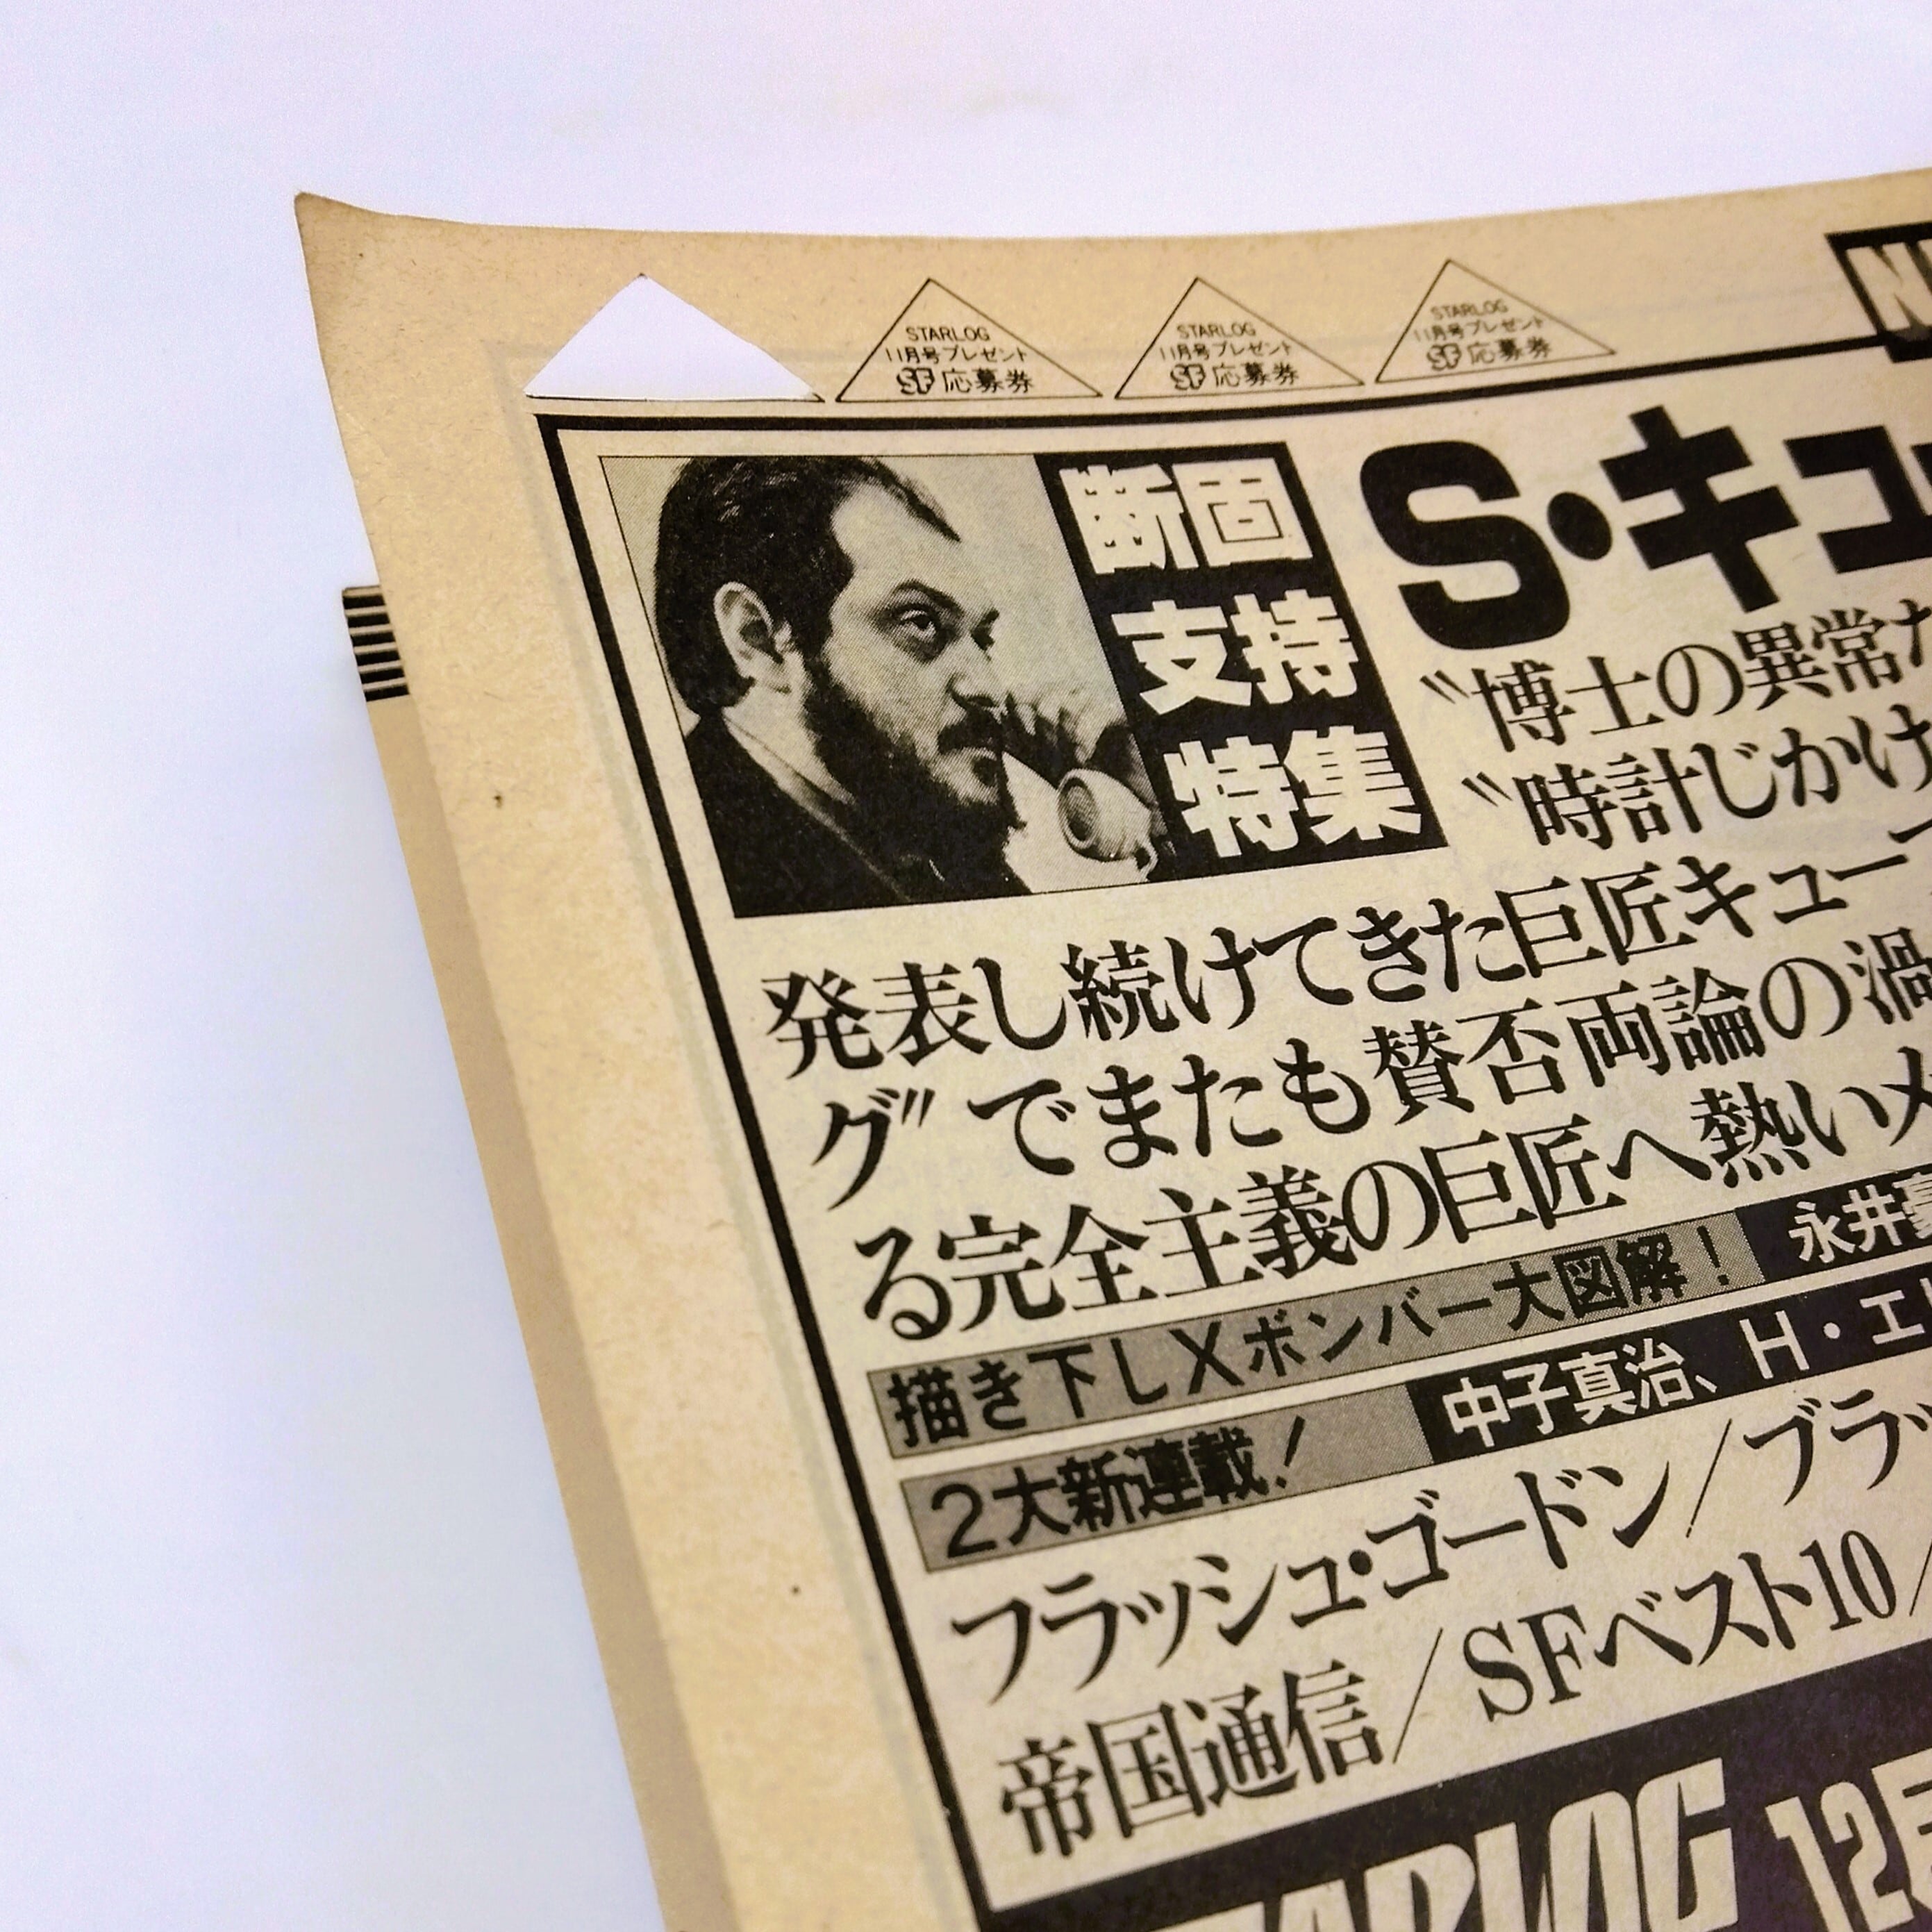 STARLOG
11月号プレゼント
SF応募券
STARLOG
11月号プレゼント
SF応募券
STARLOG
11月号プレゼント
SF応募券
断固
支持
特集
S・キュ
〝博士の異常な
〝時計じかけ
発表し続けてきた巨匠キュー
グ〟でまたも賛否両論の渦
る完全主義の巨匠へ熱いメ
描き下しXボンバー大図解! 永井豪
2大新連載! 中子真治、H・エ
フラッシュ・ゴードン/ブラッ
帝国通信/SFベスト10/
STARLOG 12月